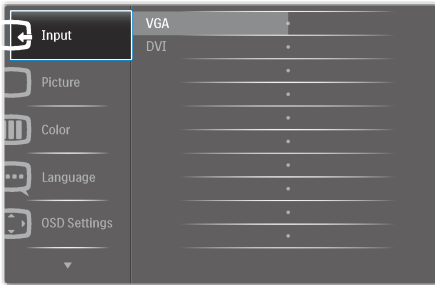 Input
VGA
DVI
Picture
Color
Language
OSD Settings